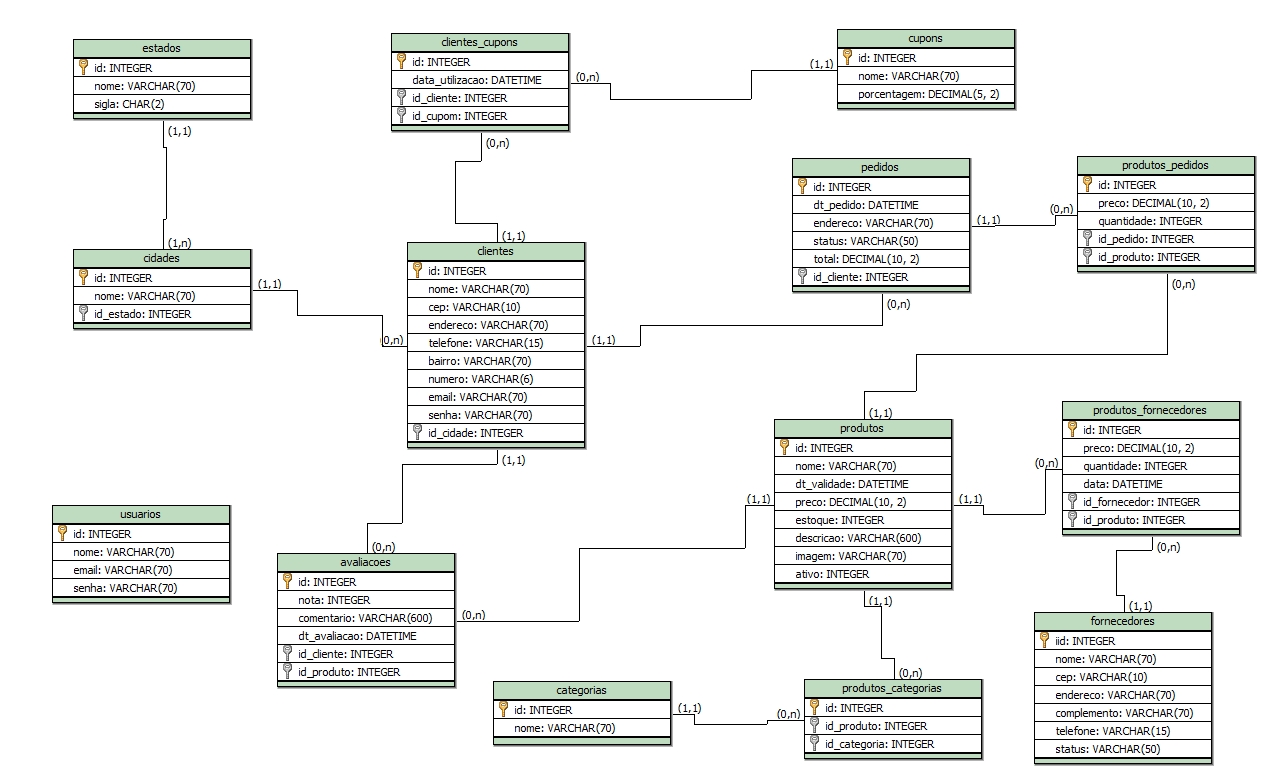 estados
id: INTEGER
nome: VARCHAR(70)
sigla: CHAR(2)
(1,1)
(1,n)
cidades
id: INTEGER
nome: VARCHAR(70)
id_estado: INTEGER
(1,1)
(0,n)
clientes_cupons
id: INTEGER
data_utilizacao: DATETIME
id_cliente: INTEGER
id_cupom: INTEGER
(0,n)
(1,1)
(0,n)
(1,1)
cupons
id: INTEGER
nome: VARCHAR(70)
porcentagem: DECIMAL(5, 2)
clientes
id: INTEGER
nome: VARCHAR(70)
cep: VARCHAR(10)
endereco: VARCHAR(70)
telefone: VARCHAR(15)
bairro: VARCHAR(70)
numero: VARCHAR(6)
email: VARCHAR(70)
senha: VARCHAR(70)
id_cidade: INTEGER
(1,1)
(0,n)
(1,1)
(0,n)
pedidos
id: INTEGER
dt_pedido: DATETIME
endereco: VARCHAR(70)
status: VARCHAR(50)
total: DECIMAL(10, 2)
id_cliente: INTEGER
(1,1)
(0,n)
produtos_pedidos
id: INTEGER
preco: DECIMAL(10, 2)
quantidade: INTEGER
id_pedido: INTEGER
id_produto: INTEGER
(0,n)
(1,1)
produtos
id: INTEGER
nome: VARCHAR(70)
dt_validade: DATETIME
preco: DECIMAL(10, 2)
estoque: INTEGER
descricao: VARCHAR(600)
imagem: VARCHAR(70)
ativo: INTEGER
(1,1)
(1,1)
(0,n)
(1,1)
(0,n)
produtos_fornecedores
id: INTEGER
preco: DECIMAL(10, 2)
quantidade: INTEGER
data: DATETIME
id_fornecedor: INTEGER
id_produto: INTEGER
(0,n)
(1,1)
usuarios
id: INTEGER
nome: VARCHAR(70)
email: VARCHAR(70)
senha: VARCHAR(70)
avaliacoes
id: INTEGER
nota: INTEGER
comentario: VARCHAR(600)
dt_avaliacao: DATETIME
id_cliente: INTEGER
id_produto: INTEGER
(0,n)
fornecedores
iid: INTEGER
nome: VARCHAR(70)
cep: VARCHAR(10)
endereco: VARCHAR(70)
complemento: VARCHAR(70)
telefone: VARCHAR(15)
status: VARCHAR(50)
categorias
id: INTEGER
nome: VARCHAR(70)
(1,1)
(0,n)
produtos_categorias
id: INTEGER
id_produto: INTEGER
id_categoria: INTEGER